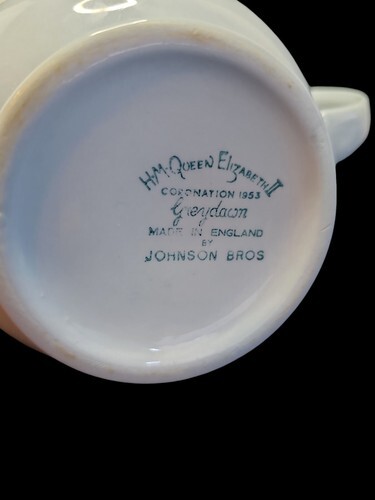 H.M. QUEEN ELIZABETH II
CORONATION 1953
Greydawn
MADE IN ENGLAND
BY
JOHNSON BROS